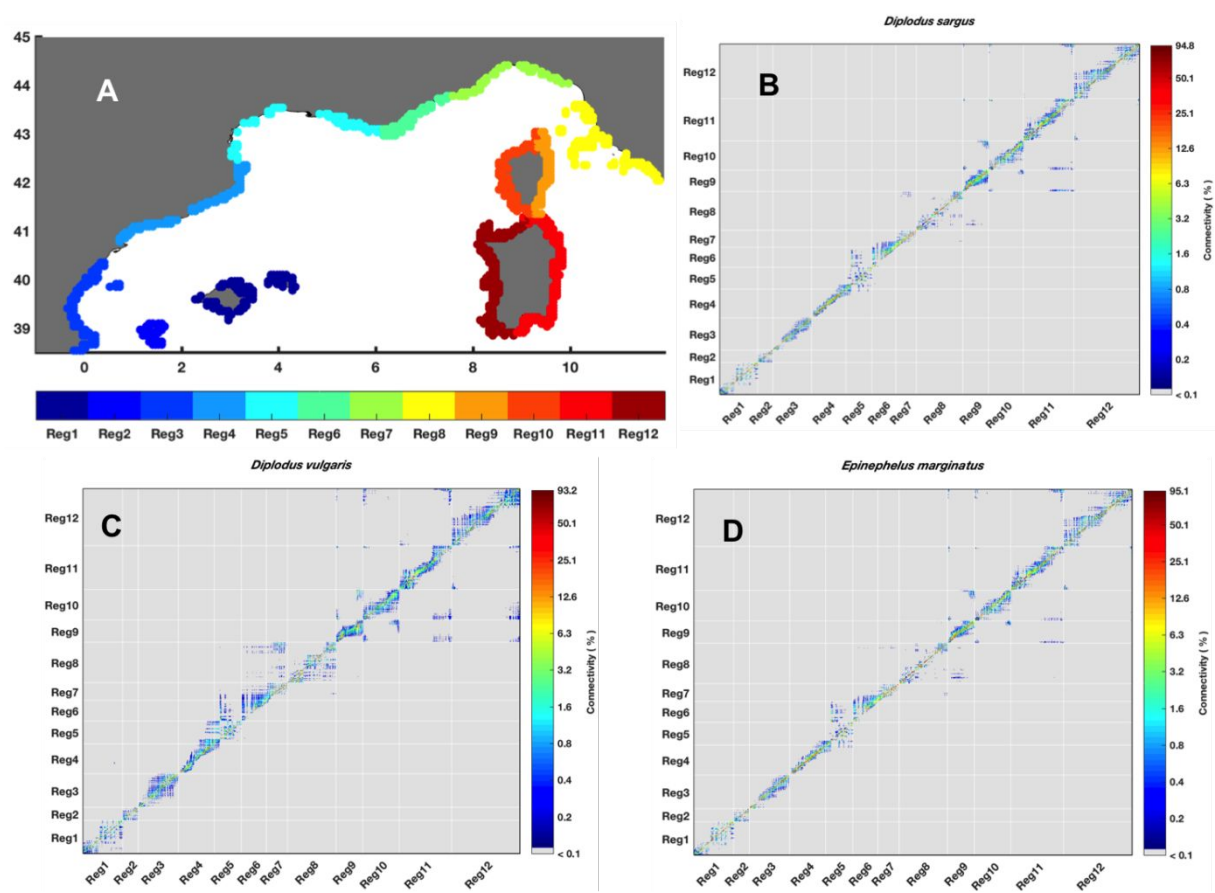 A
45
44
43
42
41
40
39
0 2 4 6 8 10
Reg1 Reg2 Reg3 Reg4 Reg5 Reg6 Reg7 Reg8 Reg9 Reg10 Reg11 Reg12
Diplodus sargus
B
Reg12
Reg11
Reg10
Reg9
Reg8
Reg7
Reg6
Reg5
Reg4
Reg3
Reg2
Reg1
Reg1 Reg2 Reg3 Reg4 Reg5 Reg6 Reg7 Reg8 Reg9 Reg10 Reg11 Reg12
94.8
50.1
25.1
12.6
6.3
3.2
1.6
0.8
0.4
0.2
< 0.1
Connectivity ( % )
Diplodus vulgaris
C
Reg12
Reg11
Reg10
Reg9
Reg8
Reg7
Reg6
Reg5
Reg4
Reg3
Reg2
Reg1
Reg1 Reg2 Reg3 Reg4 Reg5 Reg6 Reg7 Reg8 Reg9 Reg10 Reg11 Reg12
93.2
50.1
25.1
12.6
6.3
3.2
1.6
0.8
0.4
0.2
< 0.1
Connectivity ( % )
Epinephelus marginatus
D
Reg12
Reg11
Reg10
Reg9
Reg8
Reg7
Reg6
Reg5
Reg4
Reg3
Reg2
Reg1
Reg1 Reg2 Reg3 Reg4 Reg5 Reg6 Reg7 Reg8 Reg9 Reg10 Reg11 Reg12
95.1
50.1
25.1
12.6
6.3
3.2
1.6
0.8
0.4
0.2
< 0.1
Connectivity ( % )